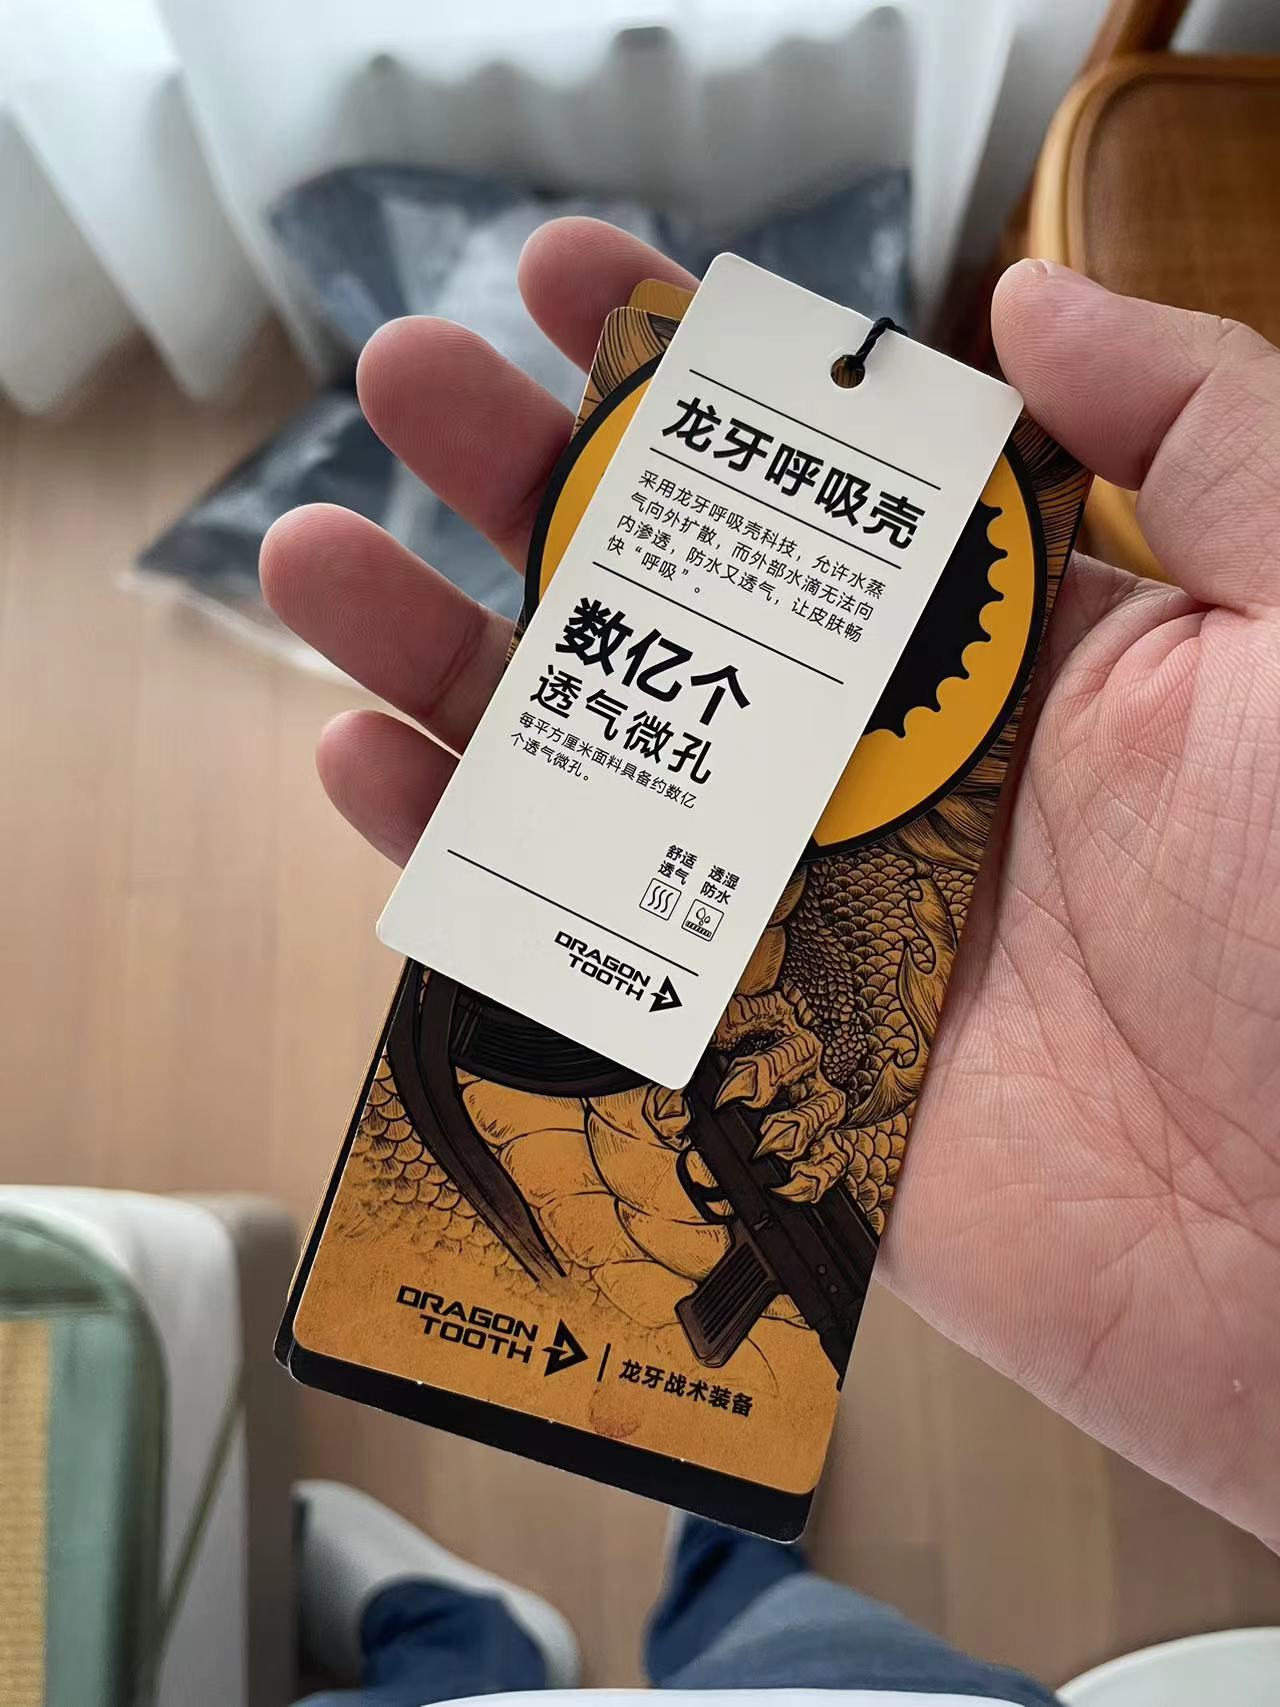 龙牙呼吸壳
采用龙牙呼吸壳科技，允许水蒸
气向外扩散，而外部水滴无法向
内渗透，防水又透气，让皮肤畅
快“呼吸”。
数亿个
透气微孔
每平方厘米面料具备约数亿
个透气微孔。
舒适 透湿
透气 防水
DRAGON
TOOTH
DRAGON
TOOTH
龙牙战术装备